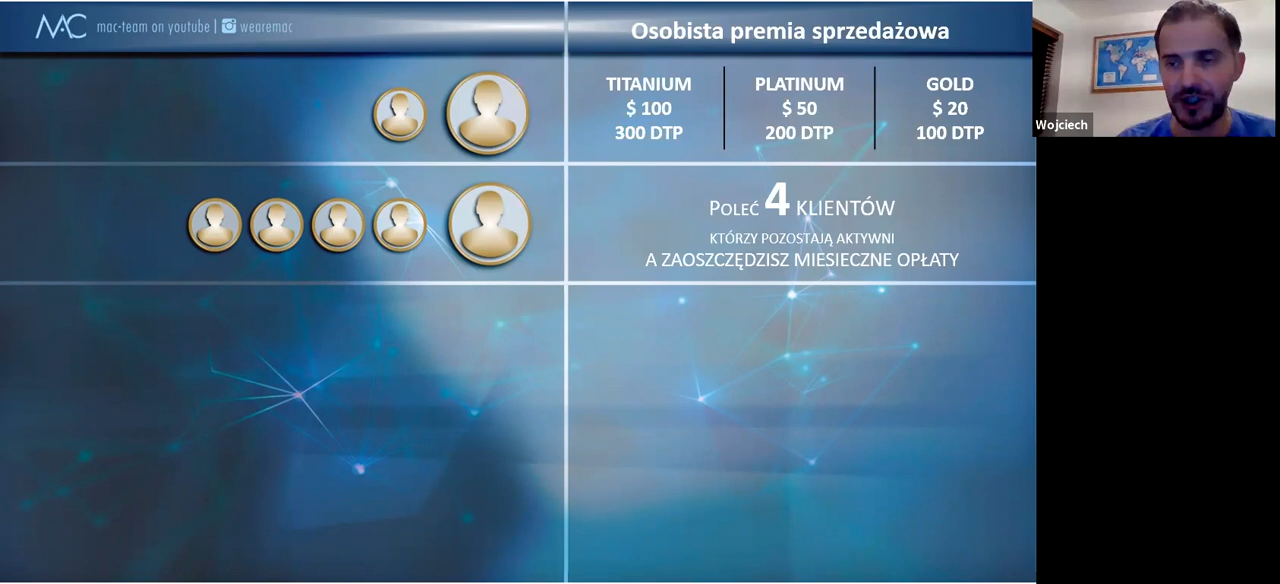 MAC mac-team on youtube | wearemac
Osobista premia sprzedażowa
TITANIUM
$ 100
300 DTP
PLATINUM
$ 50
200 DTP
GOLD
$ 20
100 DTP
Wojciech
POLEĆ 4 KLIENTÓW
KTÓRZY POZOSTAJĄ AKTYWNI
A ZAOSZCZĘDZISZ MIESIECZNE OPŁATY